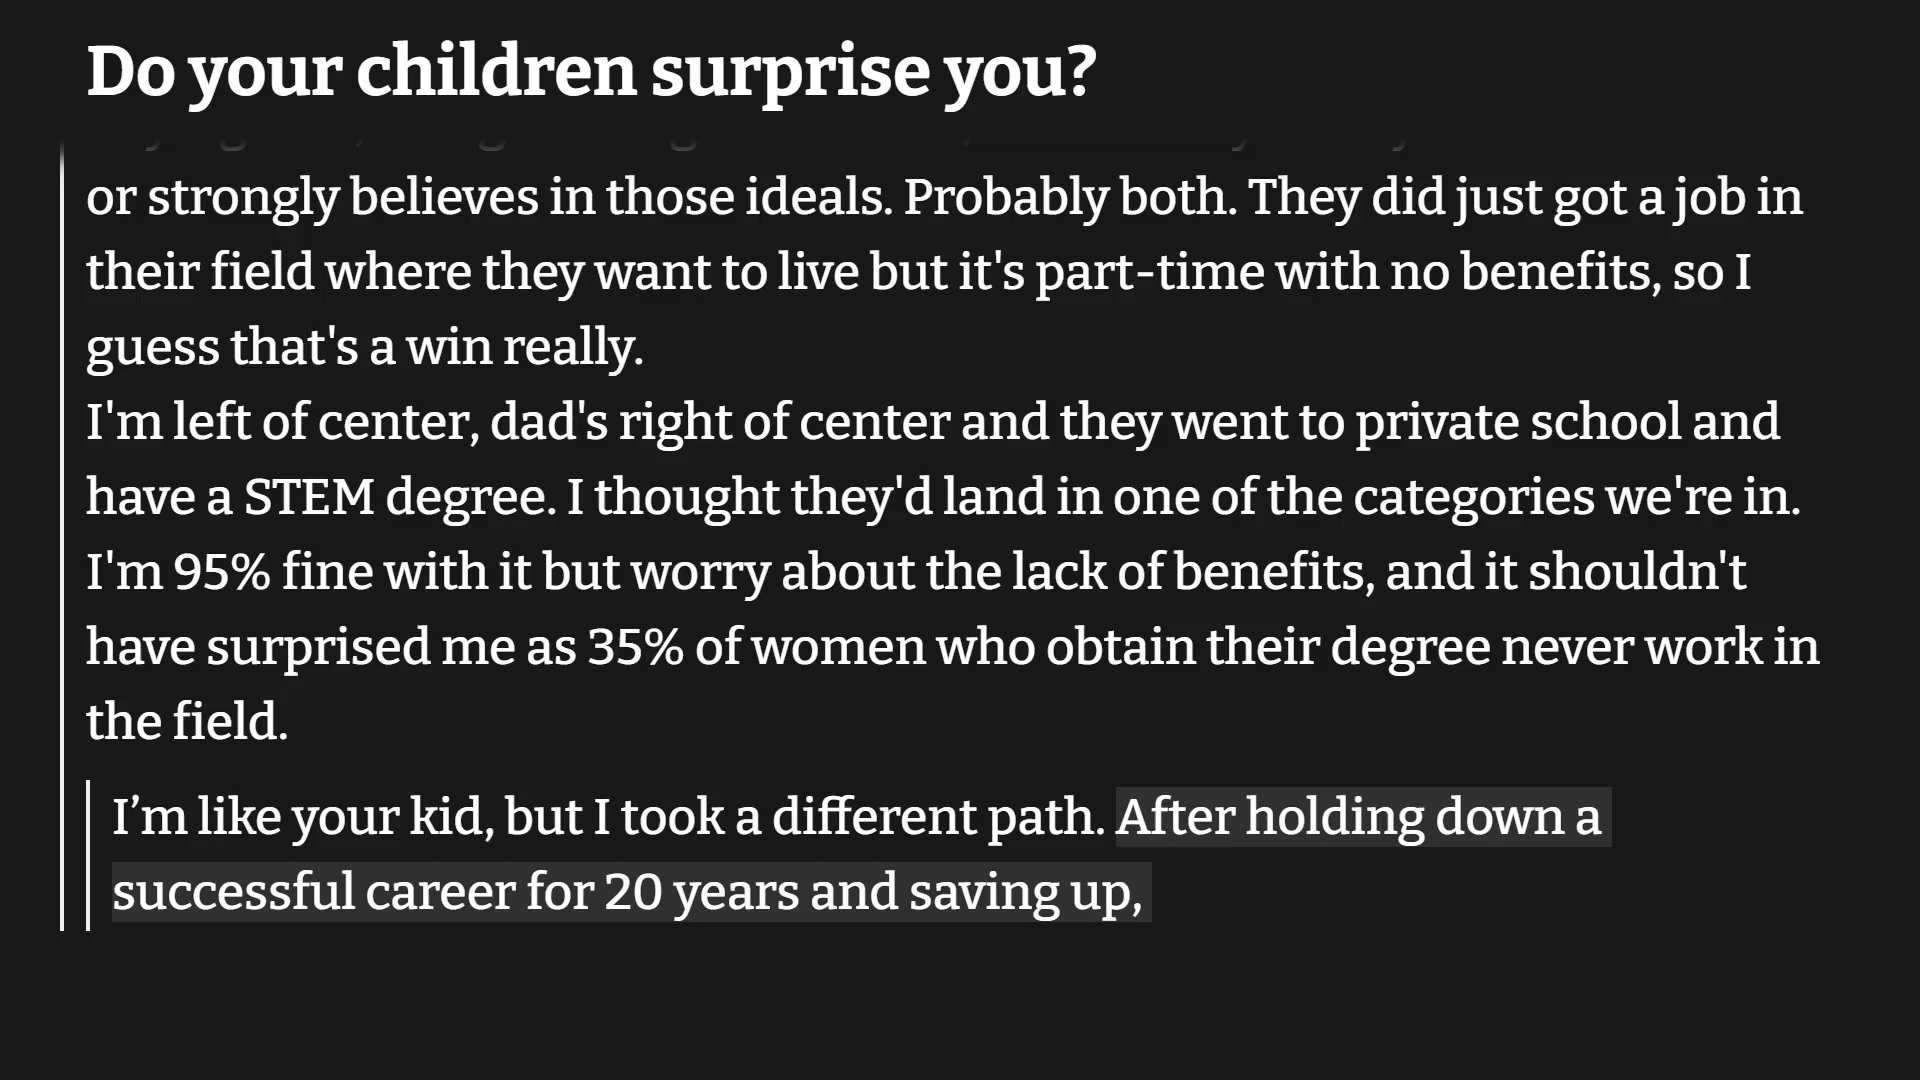 Do your children surprise you?
or strongly believes in those ideals. Probably both. They did just got a job in
their field where they want to live but it's part-time with no benefits, so I
guess that's a win really.
I'm left of center, dad's right of center and they went to private school and
have a STEM degree. I thought they'd land in one of the categories we're in.
I'm 95% fine with it but worry about the lack of benefits, and it shouldn't
have surprised me as 35% of women who obtain their degree never work in
the field.
I’m like your kid, but I took a different path. After holding down a
successful career for 20 years and saving up,